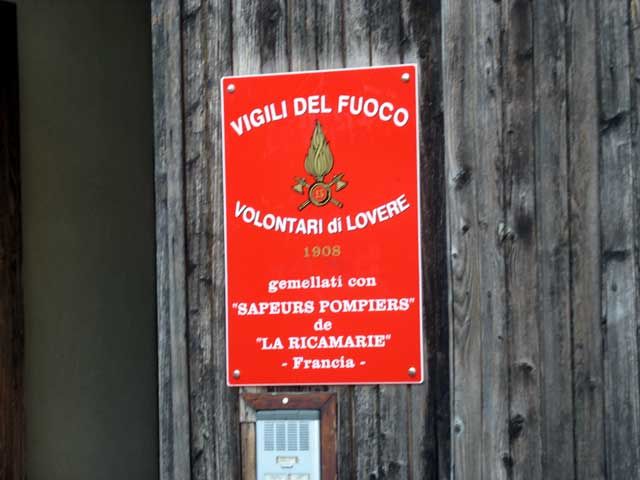 VIGILI DEL FUOCO
VOLONTARI di LOVERE
1908
gemellati con
"SAPEURS POMPIERS"
de
"LA RICAMARIE"
- Francia -